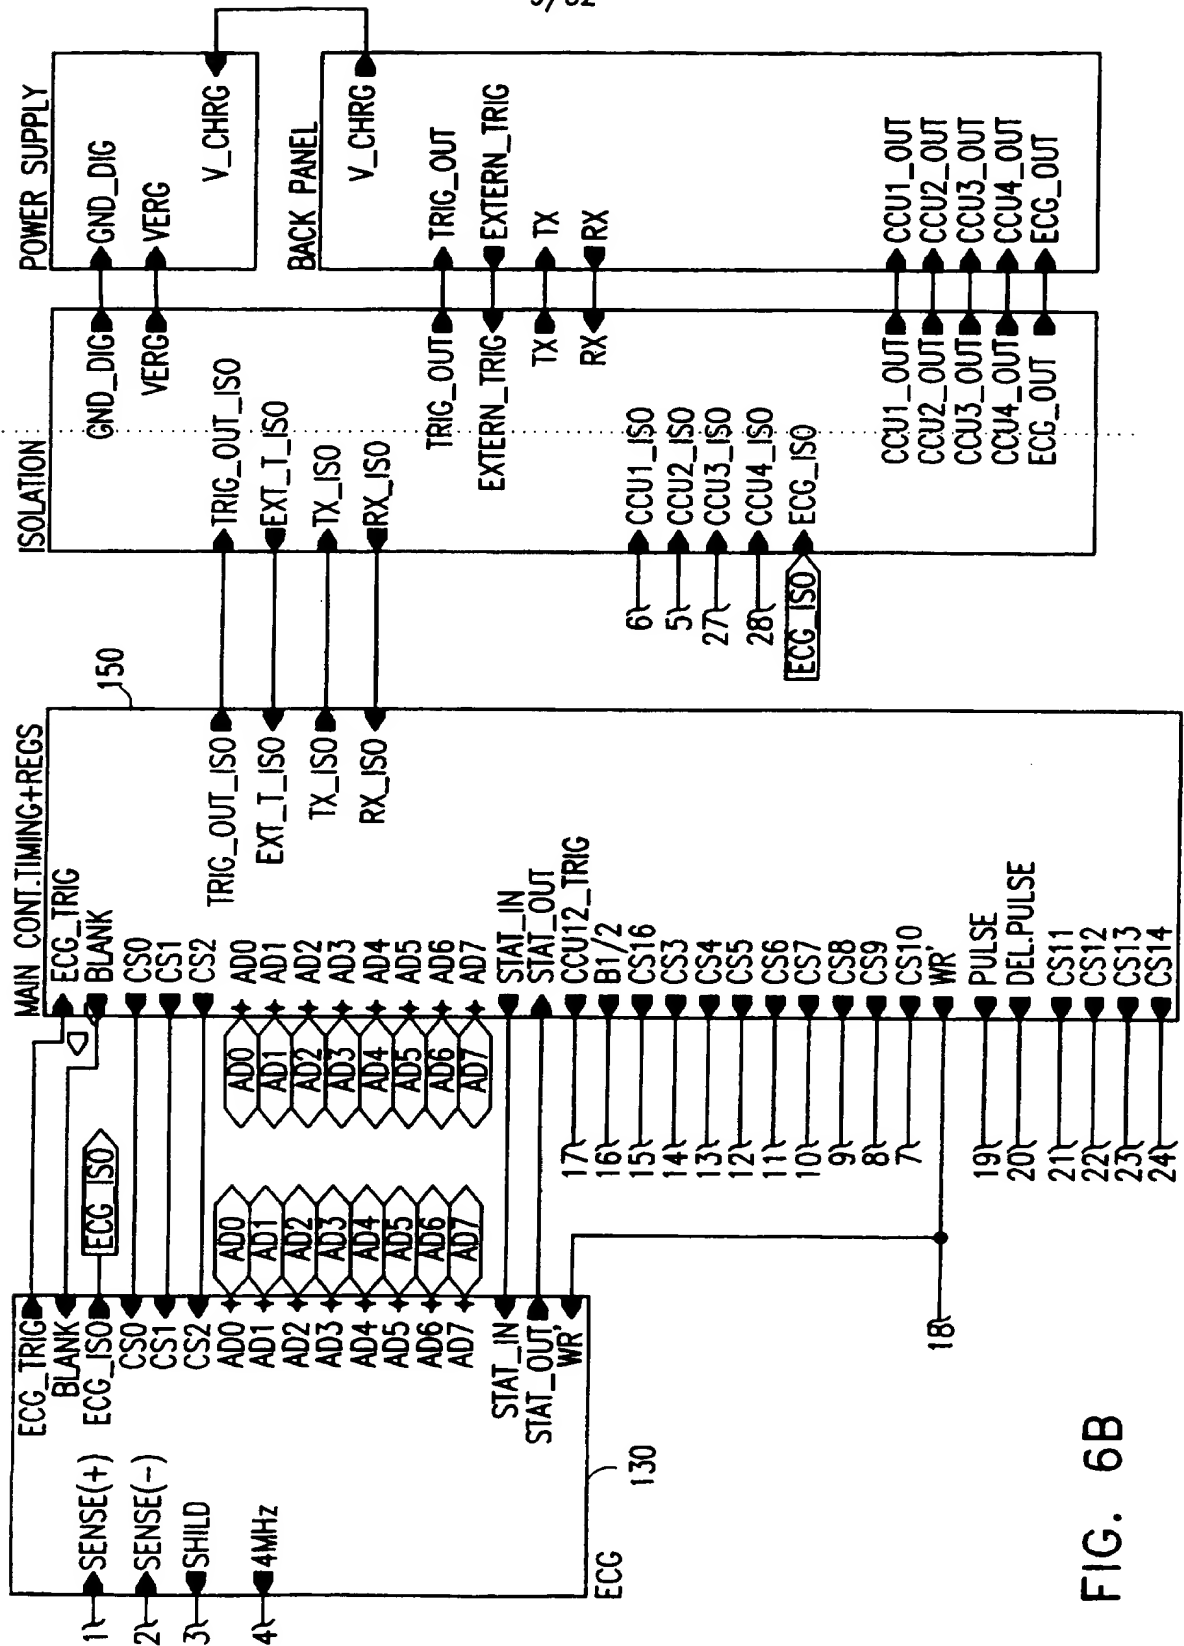 9/82
POWER SUPPLY
GND_DIG
VERG
V_CHRG
BACK PANEL
V_CHRG
TRIG_OUT
EXTERN_TRIG
TX
RX
CCU1_OUT
CCU2_OUT
CCU3_OUT
CCU4_OUT
ECG_OUT
ISOLATION
GND_DIG
VERG
TRIG_OUT_ISO
EXT_T_ISO
TX_ISO
RX_ISO
TRIG_OUT
EXTERN_TRIG
TX
RX
6 CCU1_ISO
5 CCU2_ISO
27 CCU3_ISO
28 CCU4_ISO
ECG_ISO ECG_ISO
CCU1_OUT
CCU2_OUT
CCU3_OUT
CCU4_OUT
ECG_OUT
MAIN CONT.TIMING+REGS
150
ECG_TRIG
BLANK
CS0
CS1
CS2
AD0 AD0
AD1 AD1
AD2 AD2
AD3 AD3
AD4 AD4
AD5 AD5
AD6 AD6
AD7 AD7
STAT_IN
STAT_OUT
17 CCU12_TRIG
16 B1/2
15 CS16
14 CS3
13 CS4
12 CS5
11 CS6
10 CS7
9 CS8
8 CS9
7 CS10
18 WR'
19 PULSE
20 DEL.PULSE
21 CS11
22 CS12
23 CS13
24 CS14
TRIG_OUT_ISO
EXT_T_ISO
TX_ISO
RX_ISO
ECG
130
1 SENSE(+)
2 SENSE(-)
3 SHILD
4 4MHz
ECG_TRIG
BLANK
ECG_ISO ECG_ISO
CS0
CS1
CS2
AD0 AD0
AD1 AD1
AD2 AD2
AD3 AD3
AD4 AD4
AD5 AD5
AD6 AD6
AD7 AD7
STAT_IN
STAT_OUT
WR'
FIG. 6B